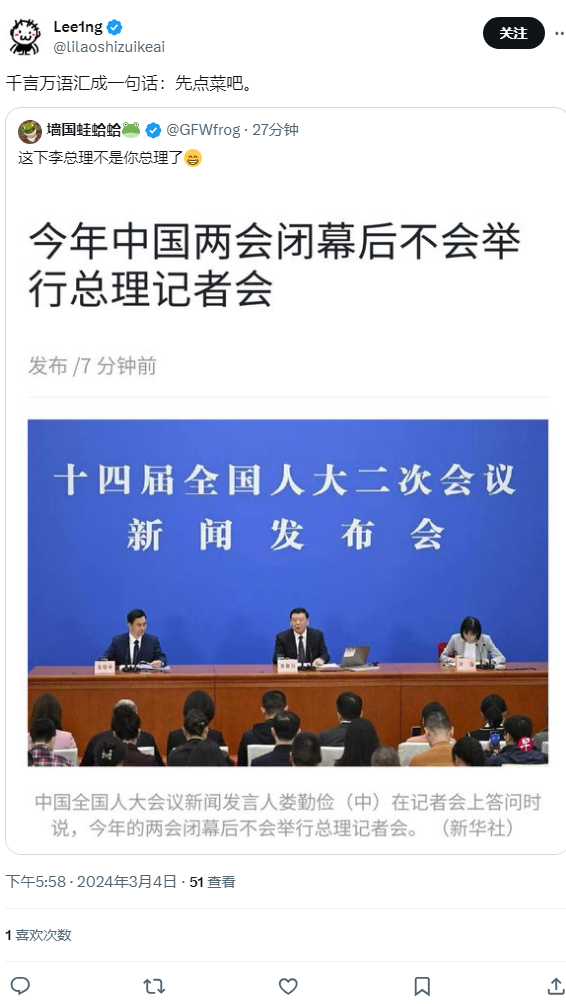 Lee1ng
@lilaoshizuikeai
关注
千言万语汇成一句话：先点菜吧。
墙国蛙蛤蛤🐸 @GFWfrog · 27分钟
这下李总理不是你总理了😄
今年中国两会闭幕后不会举
行总理记者会
发布 /7 分钟前
十四届全国人大二次会议
新闻发布会
中国全国人大会议新闻发言人娄勤俭（中）在记者会上答问时
说，今年的两会闭幕后不会举行总理记者会。 （新华社）
下午5:58 · 2024年3月4日 · 51 查看
1 喜欢次数